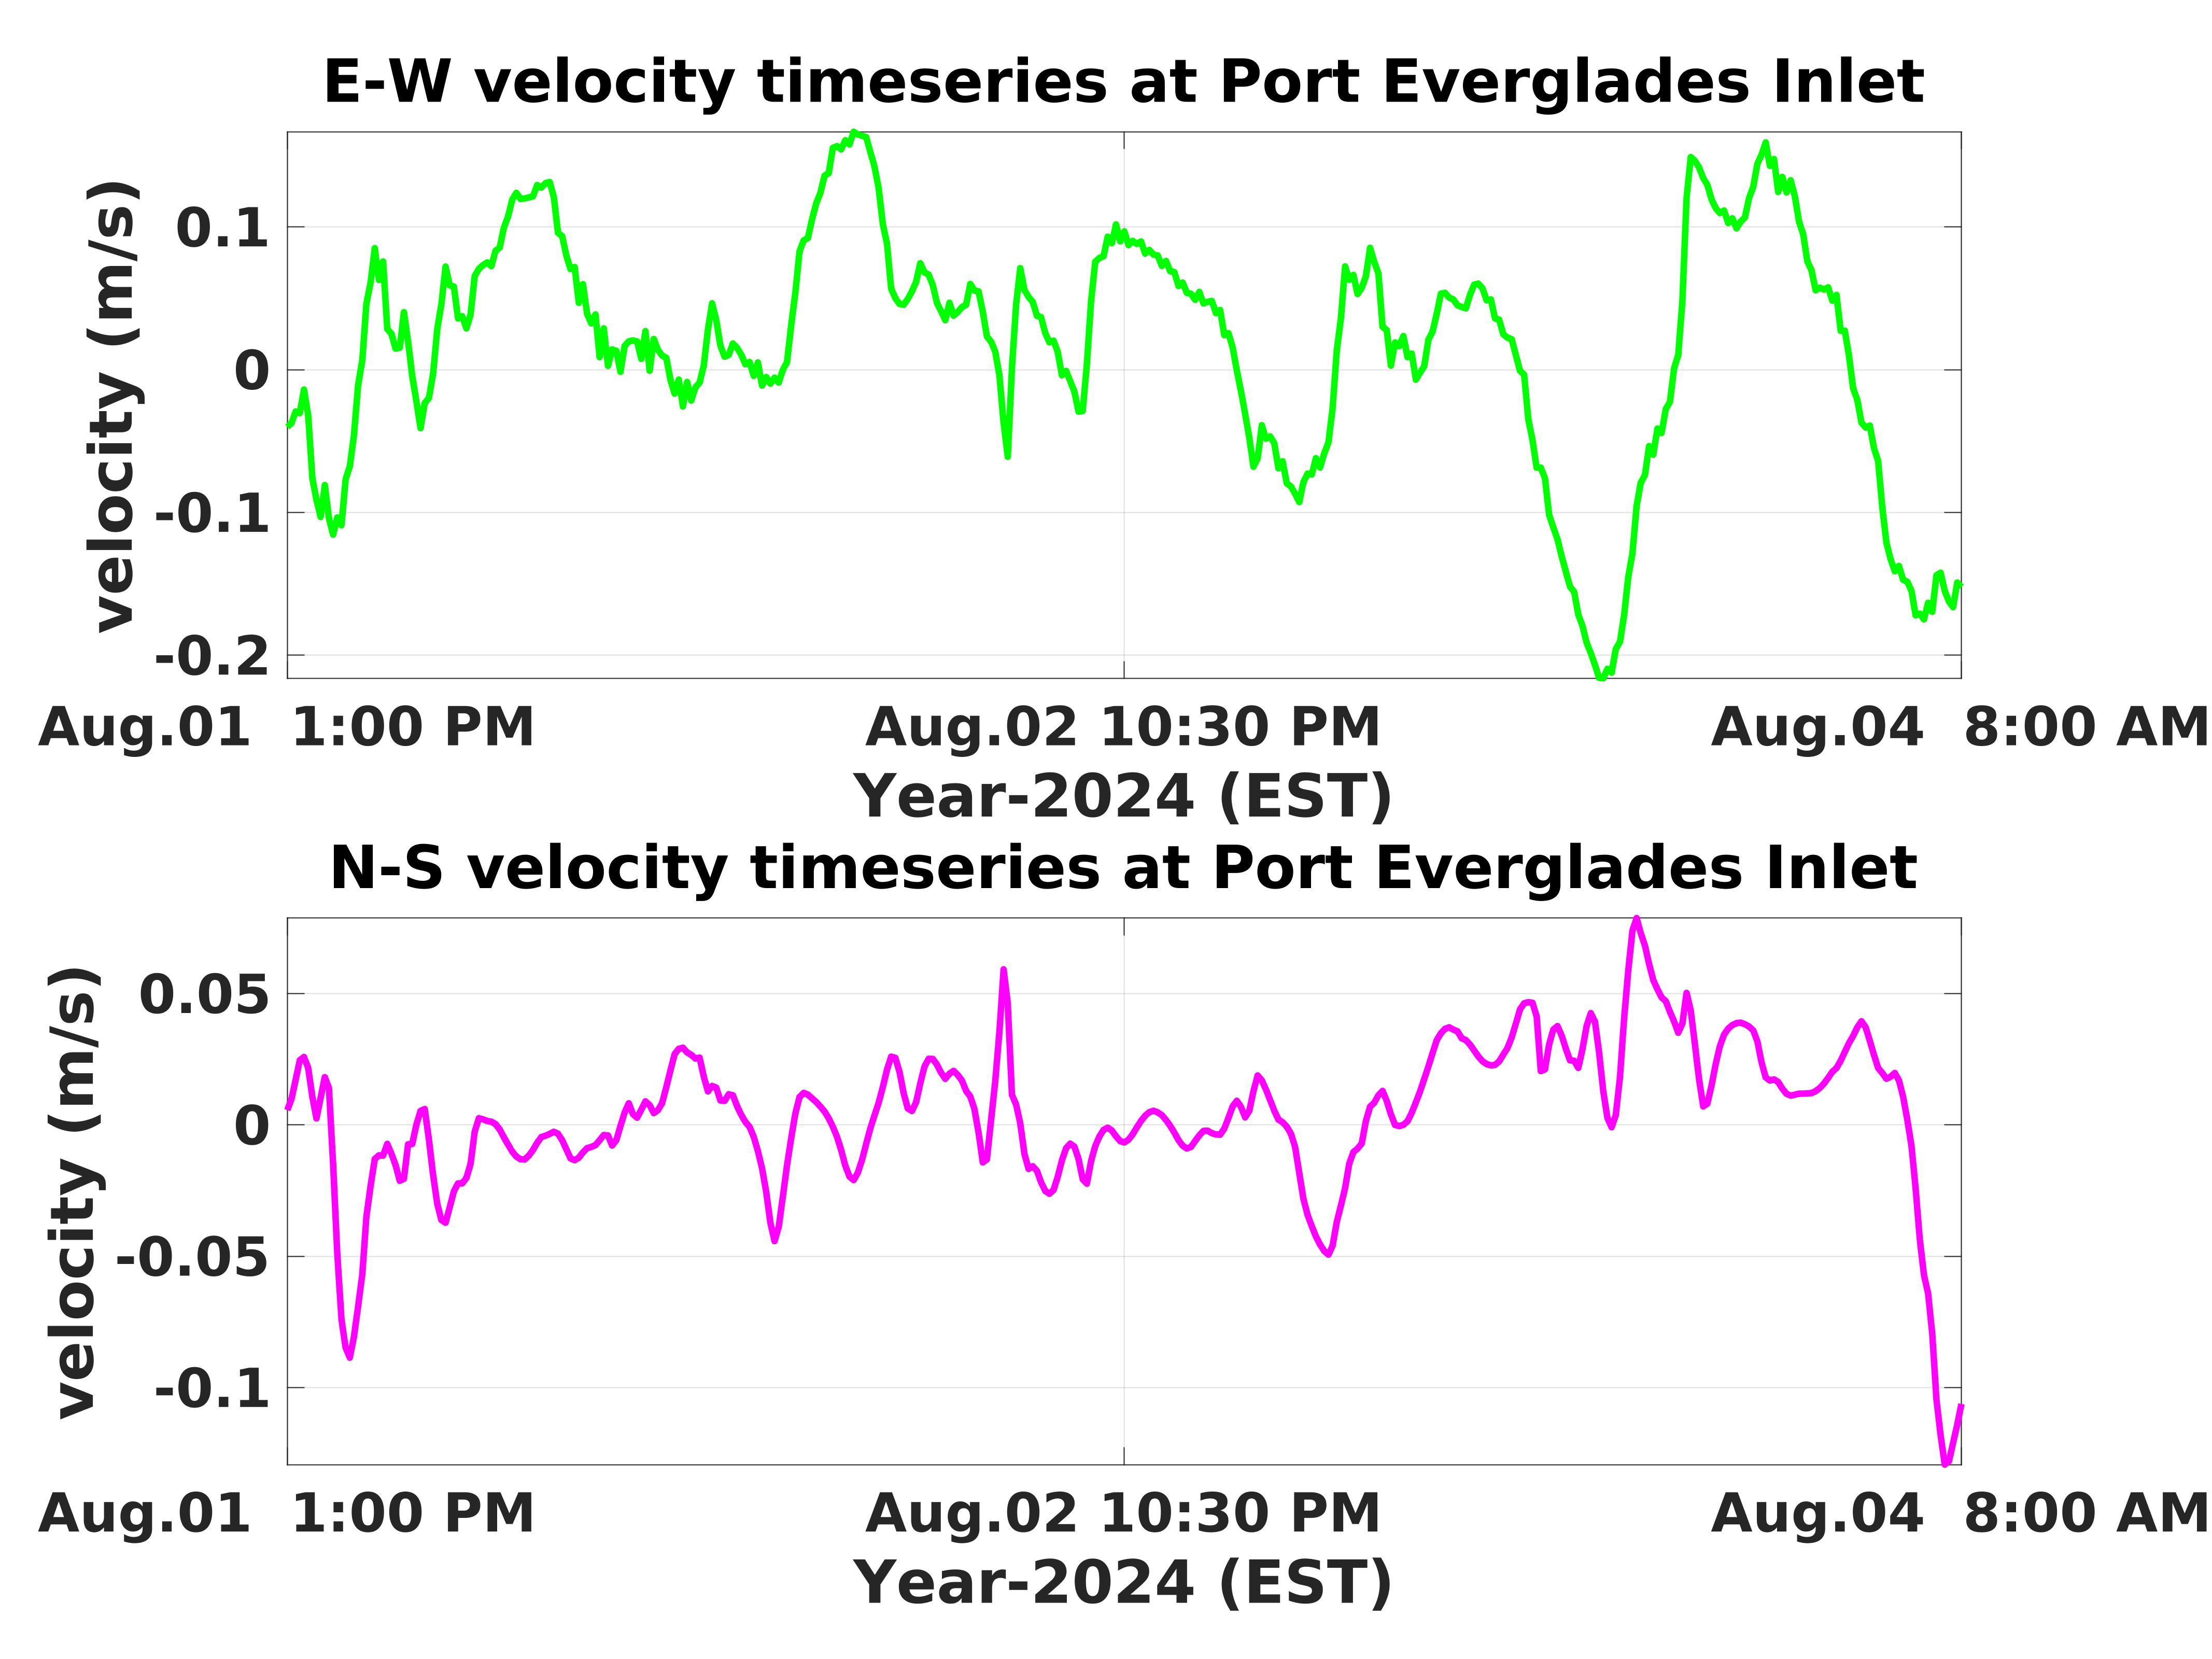 E-W velocity timeseries at Port Everglades Inlet
velocity (m/s)
0.1
0
-0.1
-0.2
Aug.01  1:00 PM
Aug.02 10:30 PM
Aug.04  8:00 AM
Year-2024 (EST)
N-S velocity timeseries at Port Everglades Inlet
velocity (m/s)
0.05
0
-0.05
-0.1
Aug.01  1:00 PM
Aug.02 10:30 PM
Aug.04  8:00 AM
Year-2024 (EST)